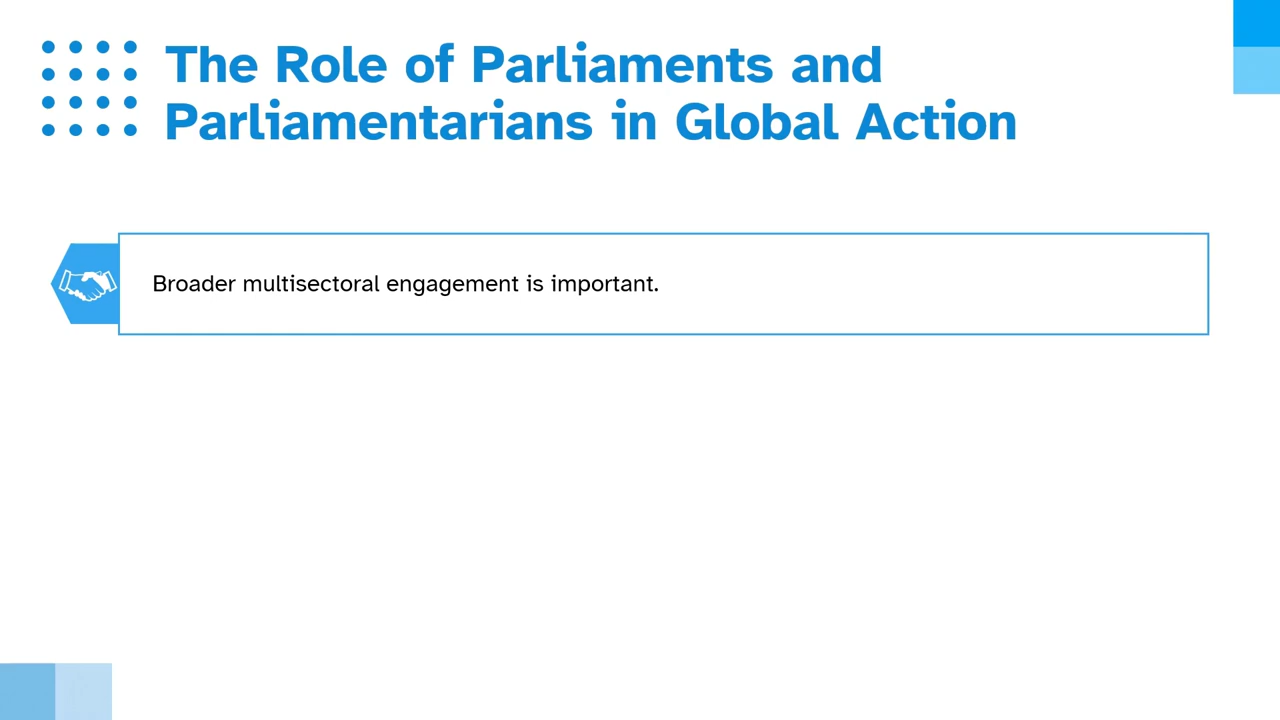 The Role of Parliaments and
Parliamentarians in Global Action
Broader multisectoral engagement is important.